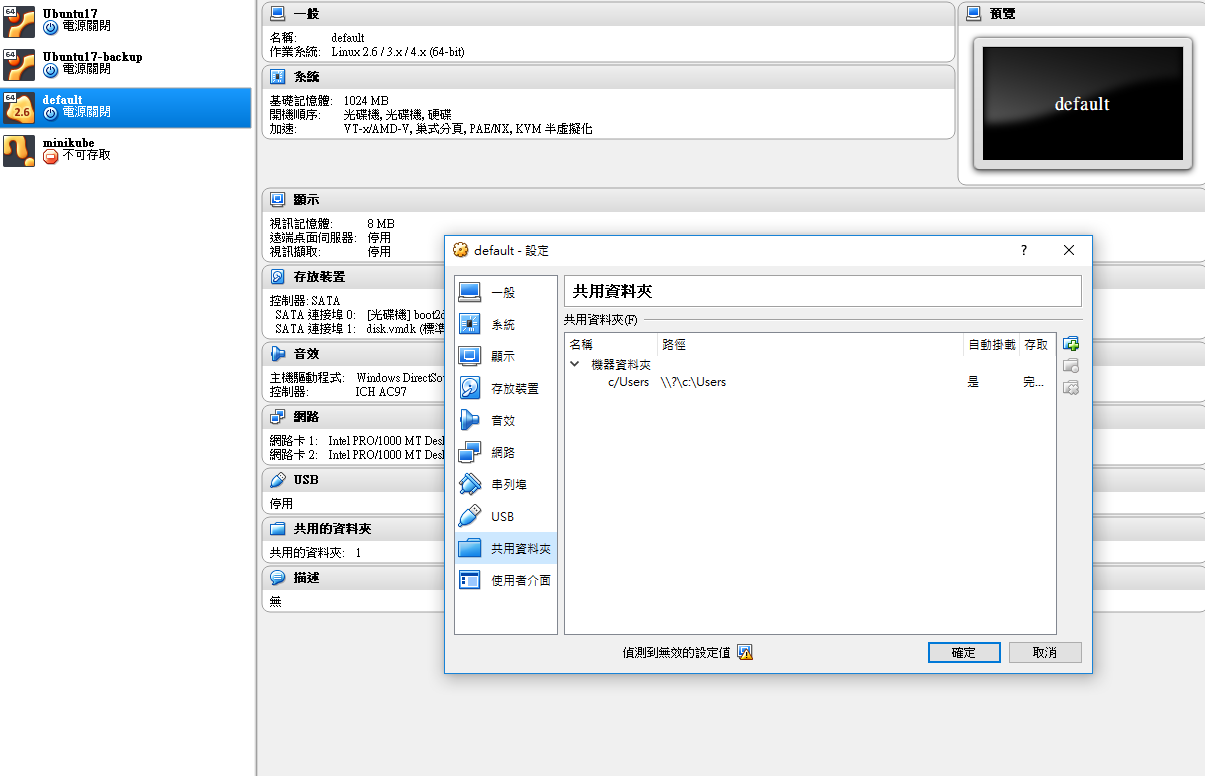 64
Ubuntu17
電源關閉
64
Ubuntu17-backup
電源關閉
64
2.6
default
電源關閉
minikube
不可存取
一般
名稱: default
作業系統: Linux 2.6 / 3.x / 4.x (64-bit)
系統
基礎記憶體: 1024 MB
開機順序: 光碟機, 光碟機, 硬碟
加速: VT-x/AMD-V, 巢式分頁, PAE/NX, KVM 半虛擬化
預覽
default
顯示
視訊記憶體: 8 MB
遠端桌面伺服器: 停用
視訊擷取: 停用
存放裝置
控制器: SATA
SATA 連接埠 0: [光碟機] boot2d
SATA 連接埠 1: disk.vmdk (標準
音效
主機驅動程式: Windows DirectSo
控制器: ICH AC97
網路
網路卡 1: Intel PRO/1000 MT Desk
網路卡 2: Intel PRO/1000 MT Desk
USB
停用
共用的資料夾
共用的資料夾: 1
描述
無
default - 設定
?
一般
系統
顯示
存放裝置
音效
網路
串列埠
USB
共用資料夾
使用者介面
共用資料夾
共用資料夾(F)
名稱 路徑 自動掛載 存取
機器資料夾
c/Users \\?\c:\Users 是 完...
偵測到無效的設定值
確定 取消